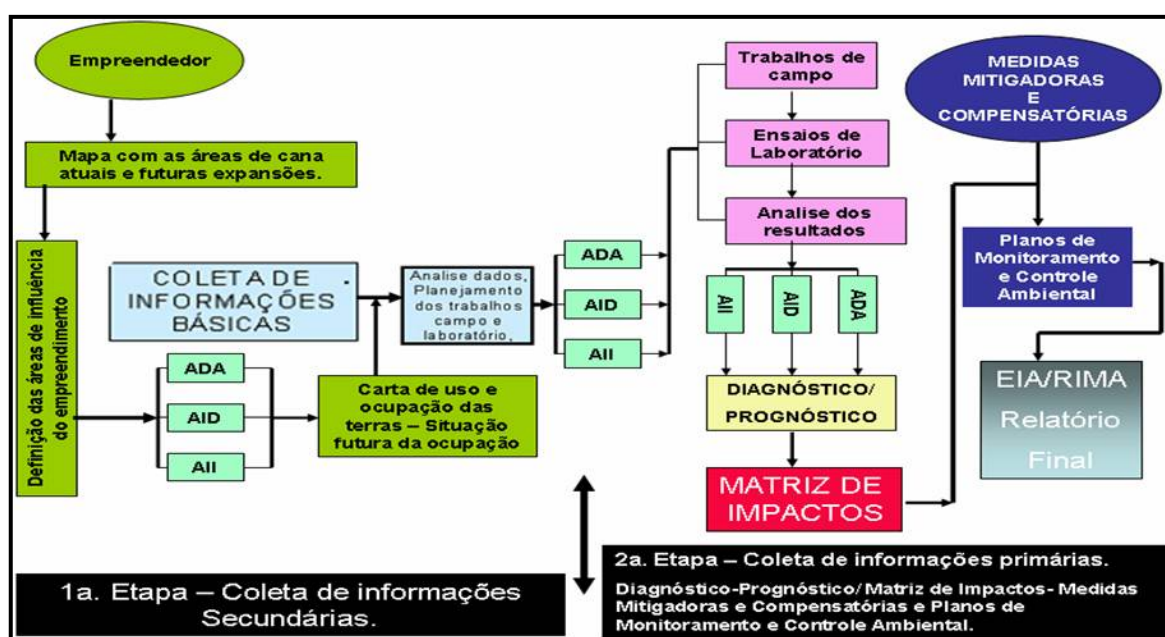 Empreendedor
Mapa com as áreas de cana
atuais e futuras expansões.
Definição das áreas de influência
do empreendimento
COLETA DE
INFORMAÇÕES
BÁSICAS
ADA
AID
AII
Carta de uso e
ocupação das
terras – Situação
futura da ocupação
Analise dados,
Planejamento
dos trabalhos
campo e
laboratório,
ADA
AID
AII
Trabalhos de
campo
Ensaios de
Laboratório
Analise dos
resultados
AII
AID
ADA
DIAGNÓSTICO/
PROGNÓSTICO
MATRIZ DE
IMPACTOS
MEDIDAS
MITIGADORAS
E
COMPENSATÓRIAS
Planos de
Monitoramento
e Controle
Ambiental
EIA/RIMA
Relatório
Final
1a. Etapa – Coleta de informações
Secundárias.
2a. Etapa – Coleta de informações primárias.
Diagnóstico-Prognóstico/ Matriz de Impactos- Medidas
Mitigadoras e Compensatórias e Planos de
Monitoramento e Controle Ambiental.